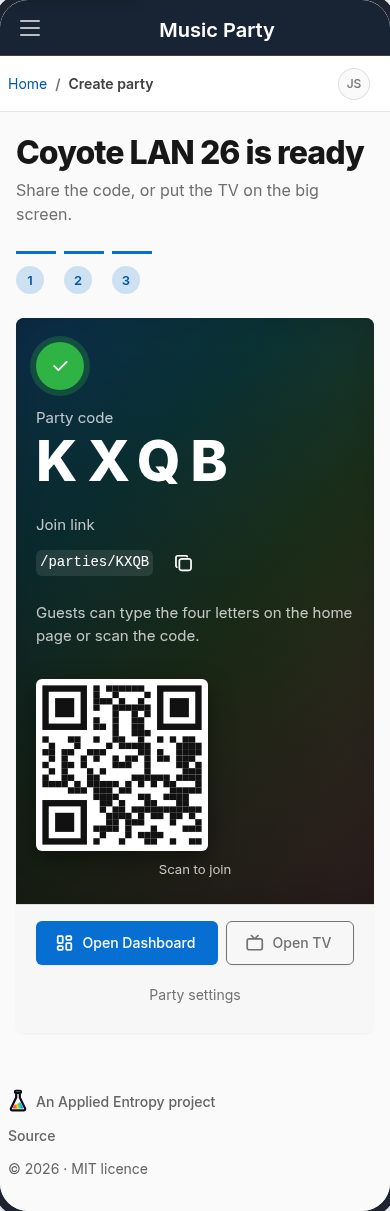 Music Party
Home / Create party
JS
Coyote LAN 26 is ready
Share the code, or put the TV on the big
screen.
1 2 3
Party code
KXQB
Join link
/parties/KXQB
Guests can type the four letters on the home
page or scan the code.
Scan to join
Open Dashboard
Open TV
Party settings
An Applied Entropy project
Source
© 2026 · MIT licence